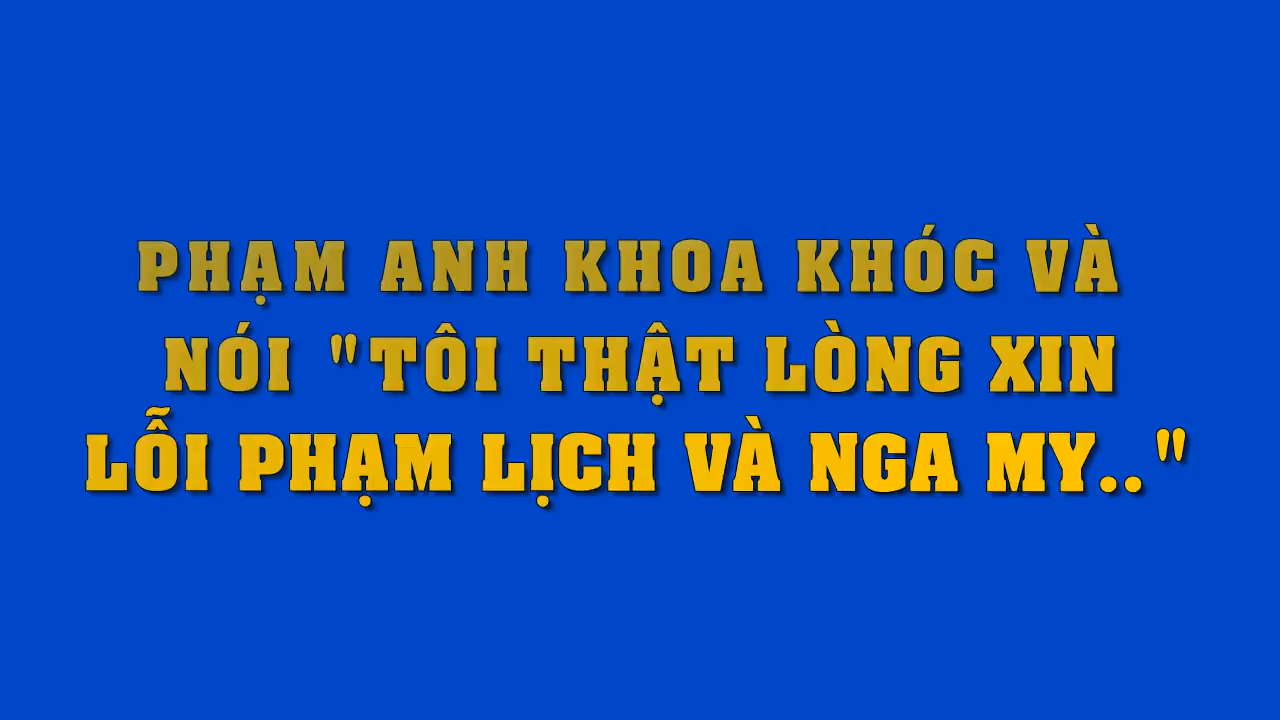 PHẠM ANH KHOA KHÓC VÀ
NÓI "TÔI THẬT LÒNG XIN
LỖI PHẠM LỊCH VÀ NGA MY.."